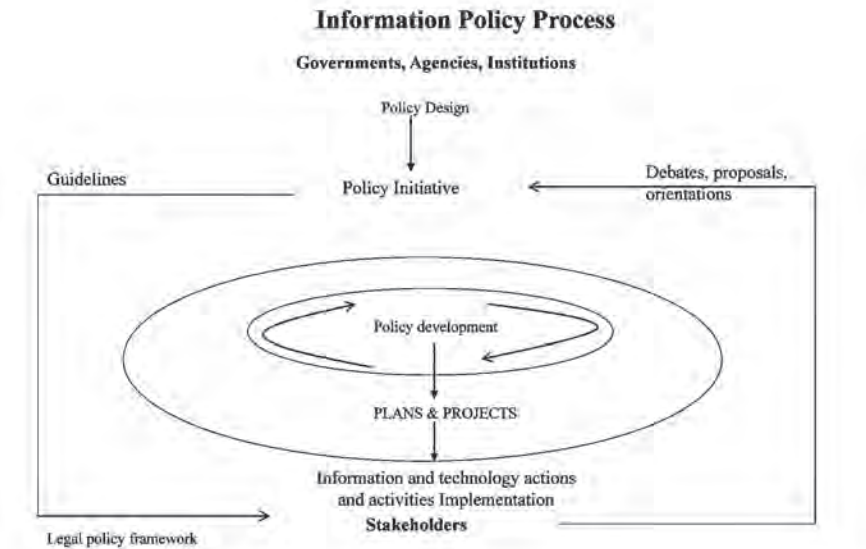 Information Policy Process
Governments, Agencies, Institutions
Policy Design
Guidelines
Policy Initiative
Debates, proposals,
orientations
Policy development
PLANS & PROJECTS
Information and technology actions
and activities Implementation
Stakeholders
Legal policy framework